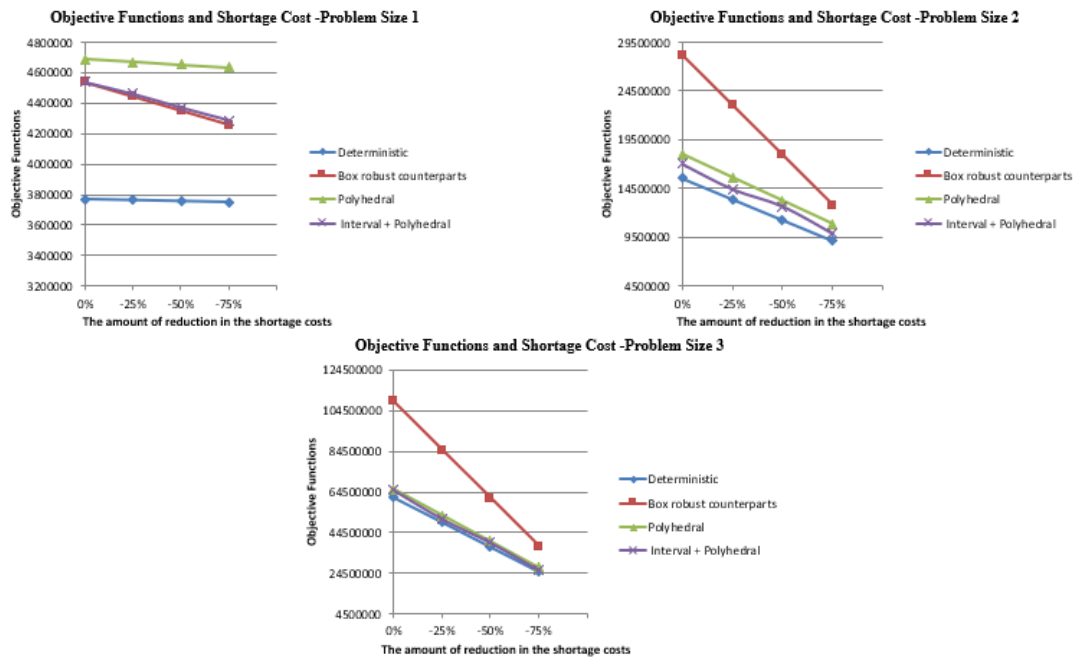 Objective Functions and Shortage Cost -Problem Size 1
4800000
4600000
4400000
4200000
4000000
3800000
3600000
3400000
3200000
Objective Functions
0% -25% -50% -75%
The amount of reduction in the shortage costs
Deterministic
Box robust counterparts
Polyhedral
Interval + Polyhedral
Objective Functions and Shortage Cost -Problem Size 2
29500000
24500000
19500000
14500000
9500000
4500000
Objective Functions
0% -25% -50% -75%
The amount of reduction in the shortage costs
Deterministic
Box robust counterparts
Polyhedral
Interval + Polyhedral
Objective Functions and Shortage Cost -Problem Size 3
124500000
104500000
84500000
64500000
44500000
24500000
4500000
Objective Functions
0% -25% -50% -75%
The amount of reduction in the shortage costs
Deterministic
Box robust counterparts
Polyhedral
Interval + Polyhedral